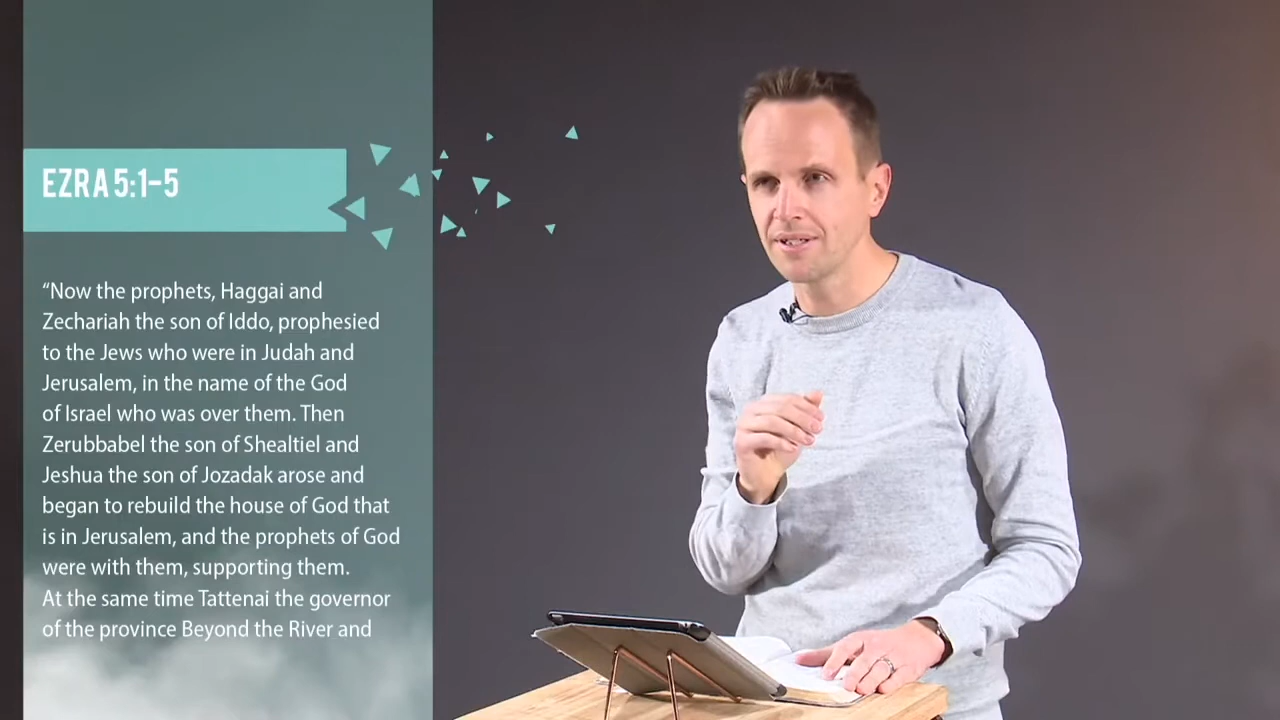 EZRA 5:1–5
“Now the prophets, Haggai and
Zechariah the son of Iddo, prophesied
to the Jews who were in Judah and
Jerusalem, in the name of the God
of Israel who was over them. Then
Zerubbabel the son of Shealtiel and
Jeshua the son of Jozadak arose and
began to rebuild the house of God that
is in Jerusalem, and the prophets of God
were with them, supporting them.
At the same time Tattenai the governor
of the province Beyond the River and